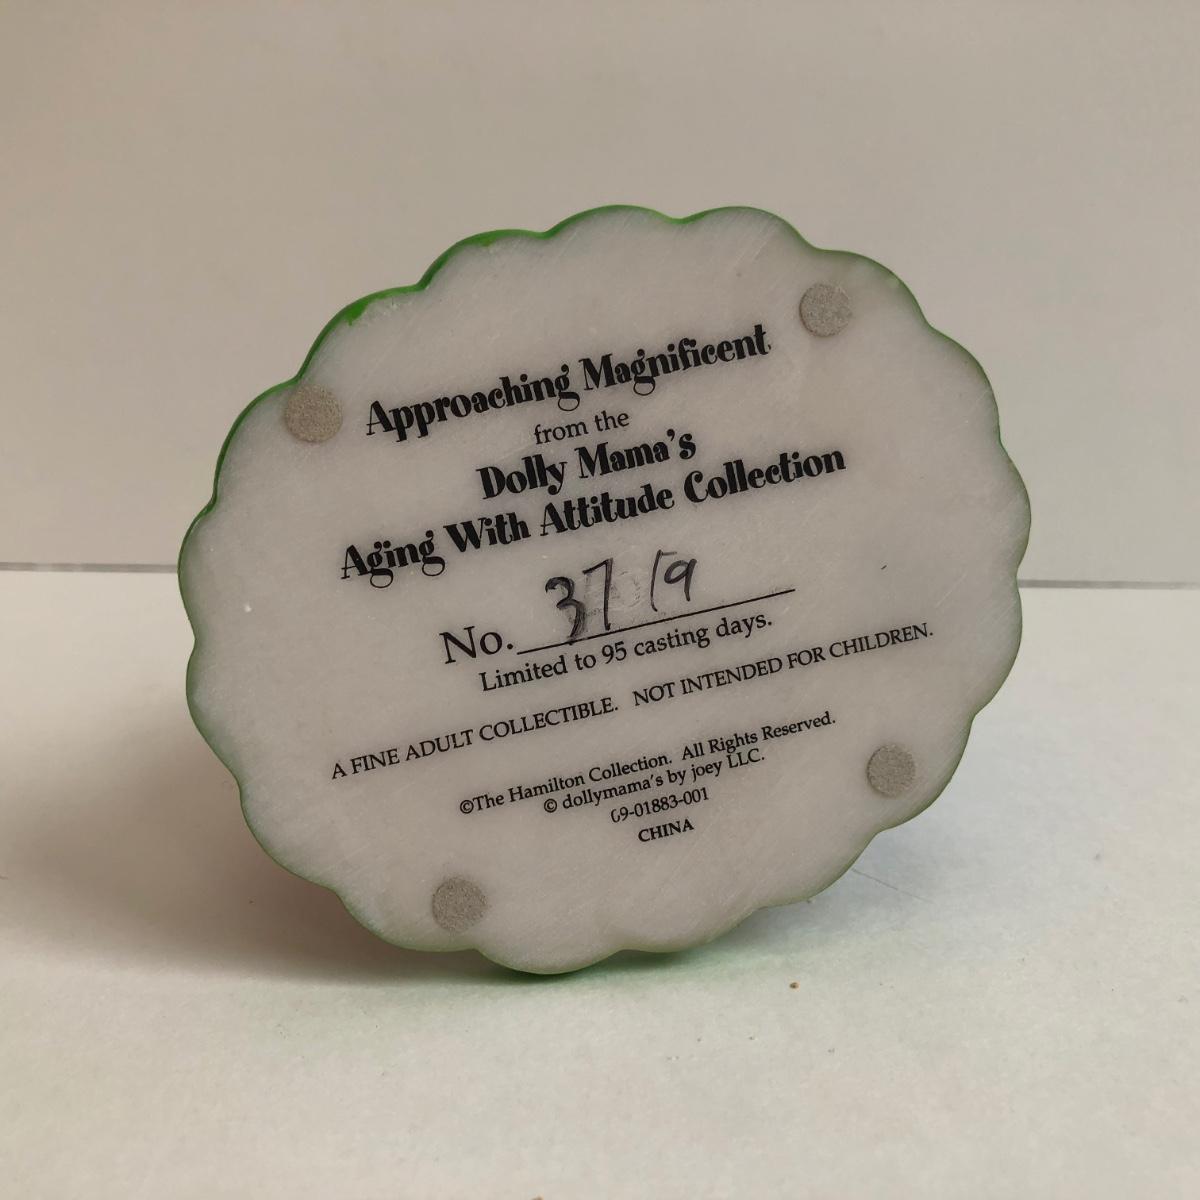 Approaching Magnificent
from the
Dolly Mama's
Aging With Attitude Collection
No. 37/9
Limited to 95 casting days.
A FINE ADULT COLLECTIBLE. NOT INTENDED FOR CHILDREN.
©The Hamilton Collection. All Rights Reserved.
© dollymama's by joey LLC.
09-01883-001
CHINA